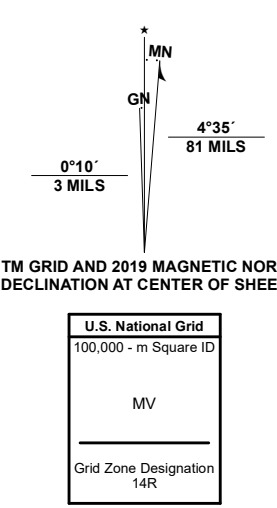 ★
MN
GN
4°35´
81 MILS
0°10´
3 MILS
TM GRID AND 2019 MAGNETIC NOR
DECLINATION AT CENTER OF SHEE
U.S. National Grid
100,000 - m Square ID
MV
Grid Zone Designation
14R